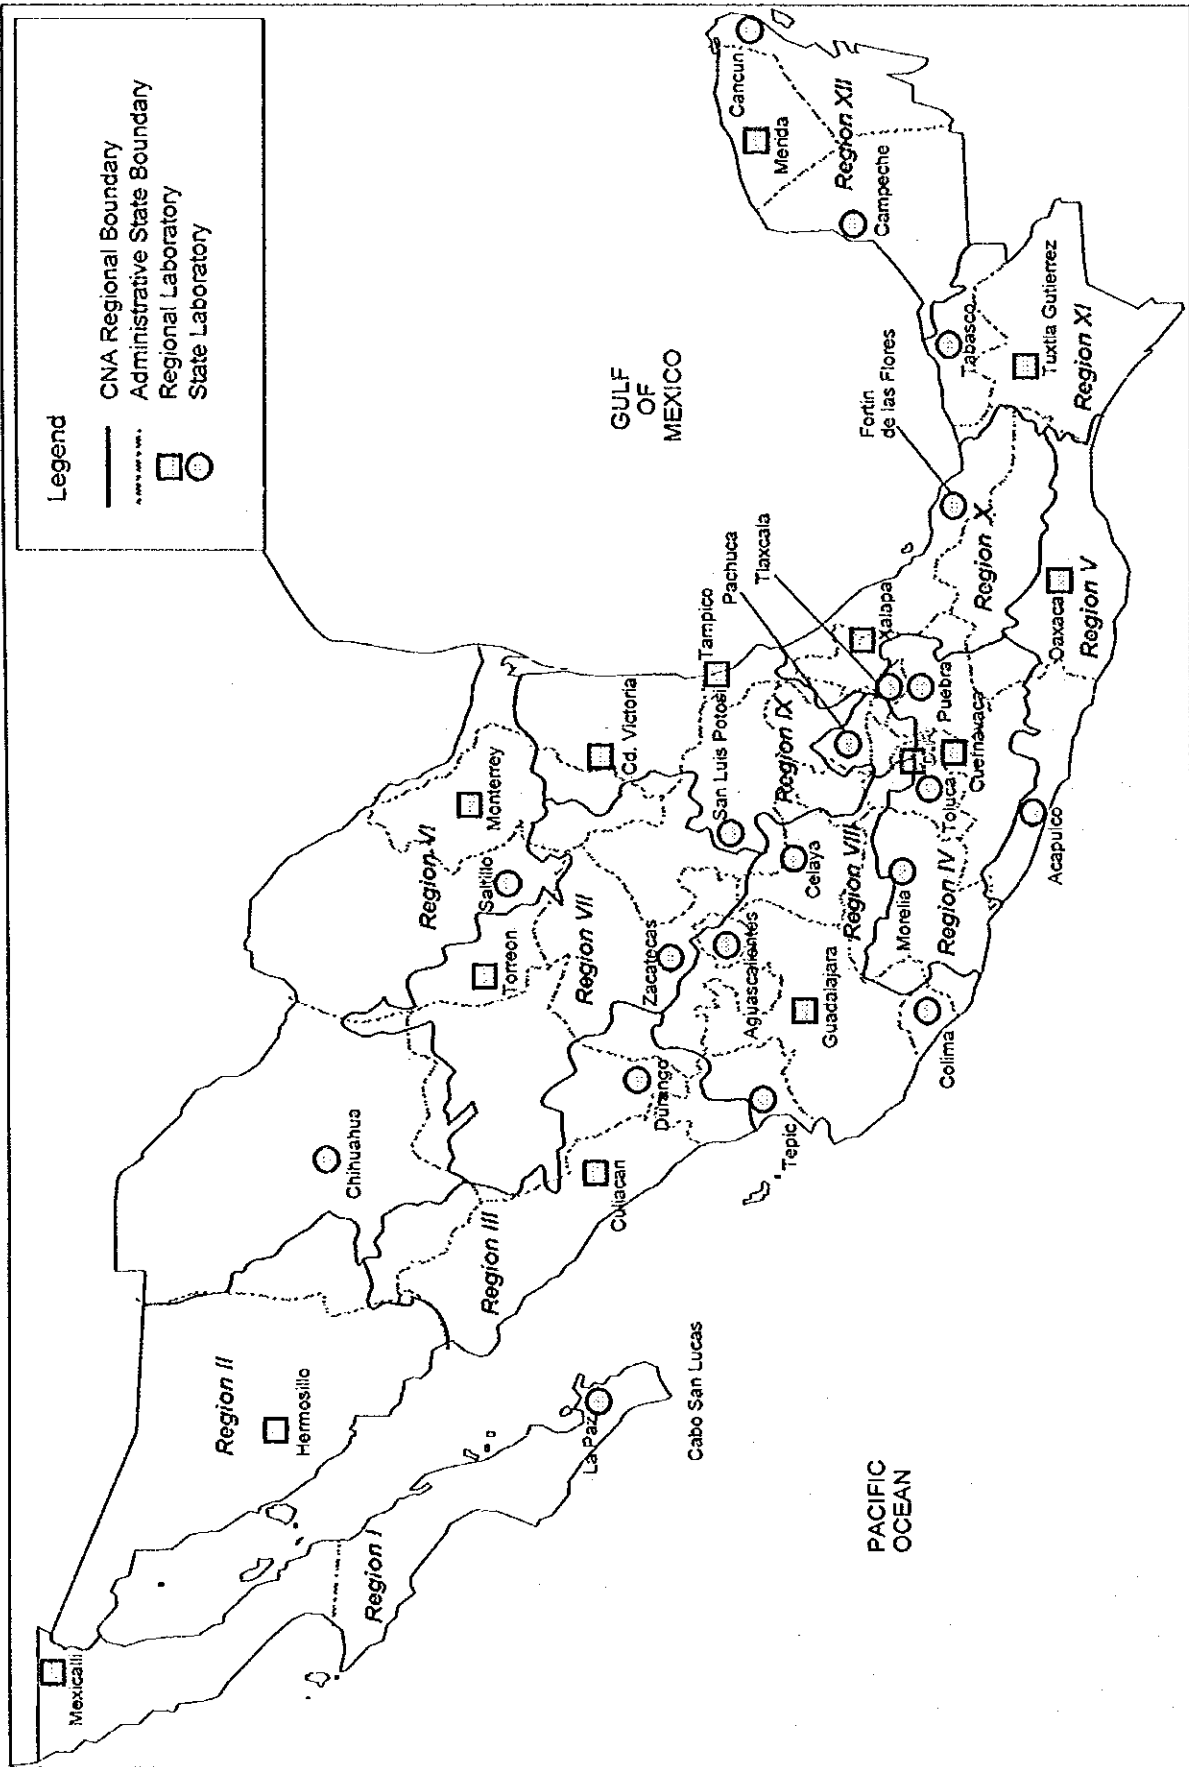 Legend
CNA Regional Boundary
Administrative State Boundary
Regional Laboratory
State Laboratory
Mexicalli
Region I
Region II
Hermosillo
La Paz
Cabo San Lucas
PACIFIC
OCEAN
Chihuahua
Region III
Culiacan
Durango
Tepic
Region VI
Monterrey
Saltillo
Torreon
Region VII
Zacatecas
Cd. Victoria
Tampico
San Luis Potosi
Aguascalientes
Guadalajara
Celaya
Region VIII
Region IX
Pachuca
Tlaxcala
Xalapa
Puebra
Cuernavaca
Toluca
Morelia
Region IV
Colima
Acapulco
GULF
OF
MEXICO
Fortin
de las Flores
Region X
Oaxaca
Region V
Tabasco
Tuxtla Gutierrez
Region XI
Campeche
Merida
Cancun
Region XII